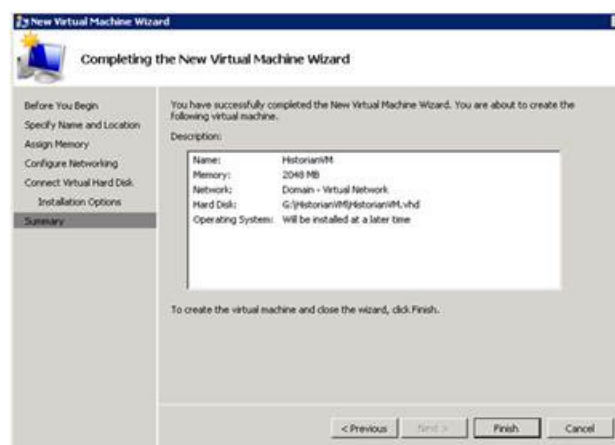 New Virtual Machine Wizard
Completing the New Virtual Machine Wizard
Before You Begin
Specify Name and Location
Assign Memory
Configure Networking
Connect Virtual Hard Disk
Installation Options
Summary
You have successfully completed the New Virtual Machine Wizard. You are about to create the
following virtual machine.
Description:
Name: HistorianVM
Memory: 2048 MB
Network: Domain - Virtual Network
Hard Disk: G:\HistorianVM\HistorianVM.vhd
Operating System: Will be installed at a later time
To create the virtual machine and close the wizard, click Finish.
< Previous Next > Finish Cancel